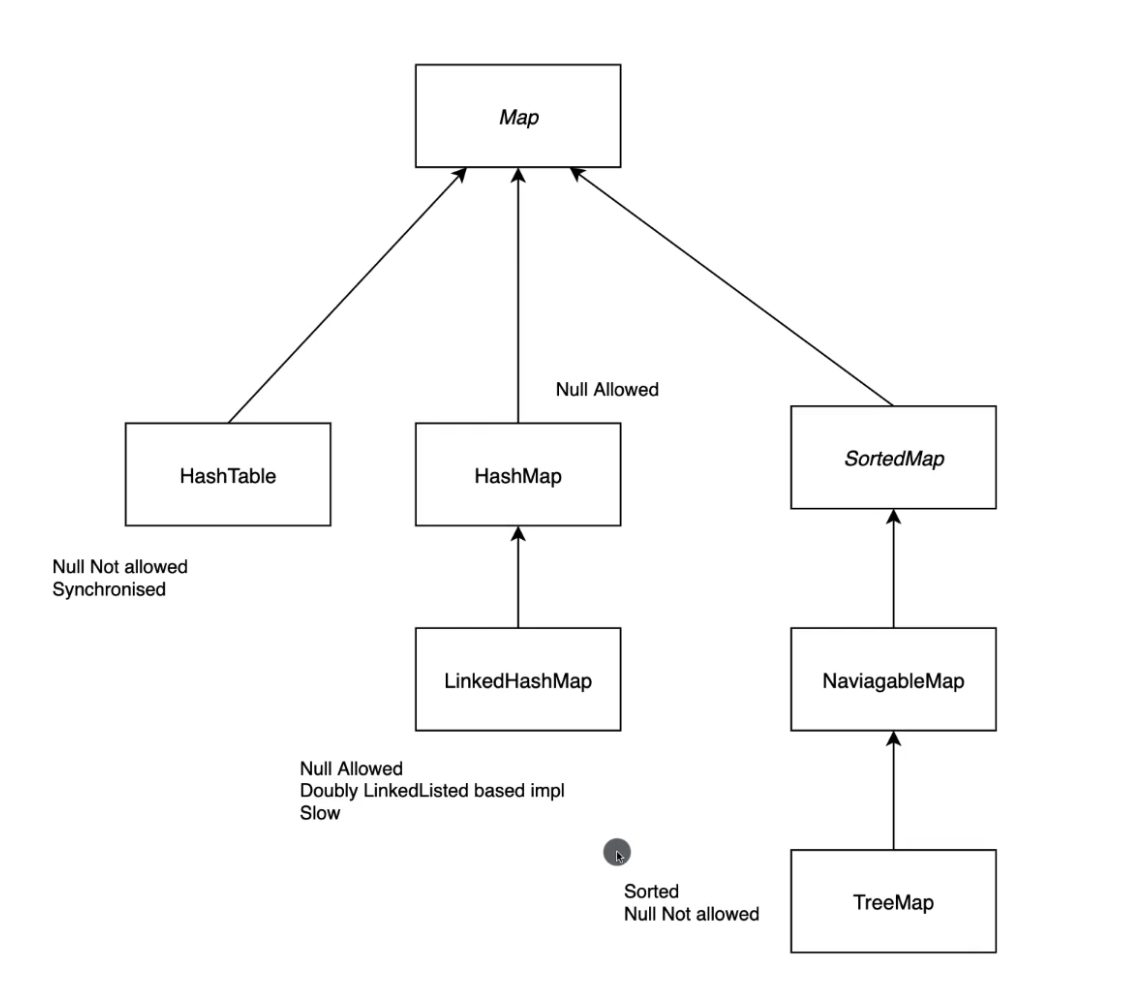 Map
Null Allowed
HashTable
HashMap
SortedMap
Null Not allowed
Synchronised
LinkedHashMap
NaviagableMap
Null Allowed
Doubly LinkedListed based impl
Slow
Sorted
Null Not allowed
TreeMap